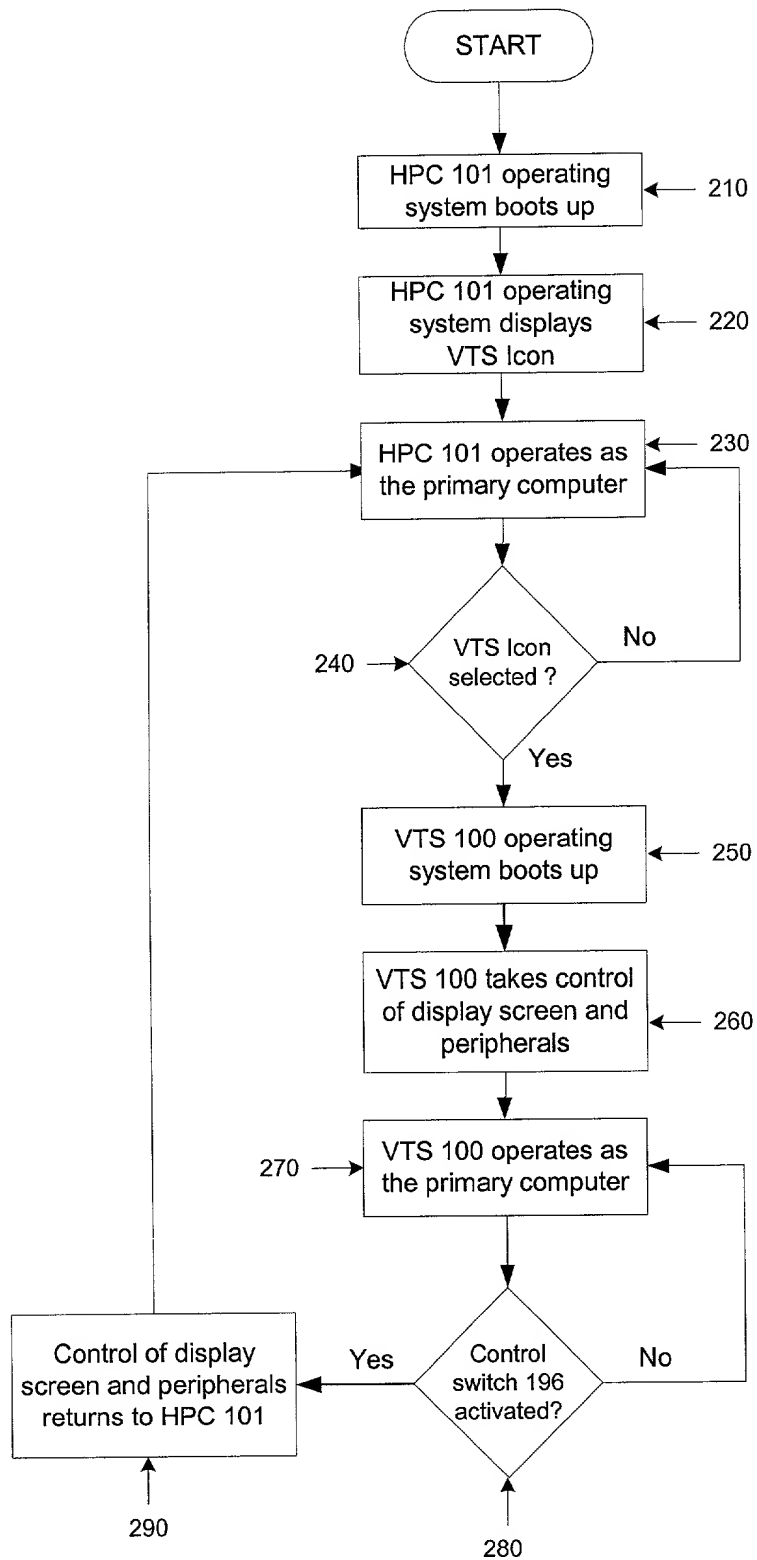 START
HPC 101 operating
system boots up
210
HPC 101 operating
system displays
VTS Icon
220
HPC 101 operates as
the primary computer
230
VTS Icon
selected ?
240
No
Yes
VTS 100 operating
system boots up
250
VTS 100 takes control
of display screen and
peripherals
260
VTS 100 operates as
the primary computer
270
Control
switch 196
activated?
No
Yes
280
Control of display
screen and peripherals
returns to HPC 101
290